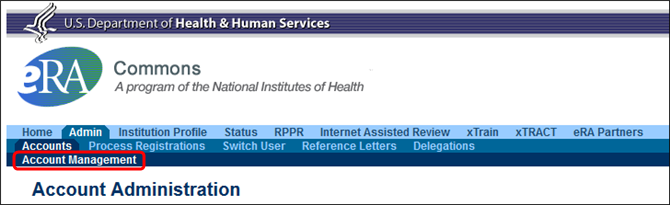 U.S. Department of Health & Human Services
eRA
Commons
A program of the National Institutes of Health
Home Admin Institution Profile Status RPPR Internet Assisted Review xTrain xTRACT eRA Partners
Accounts Process Registrations Switch User Reference Letters Delegations
Account Management
Account Administration